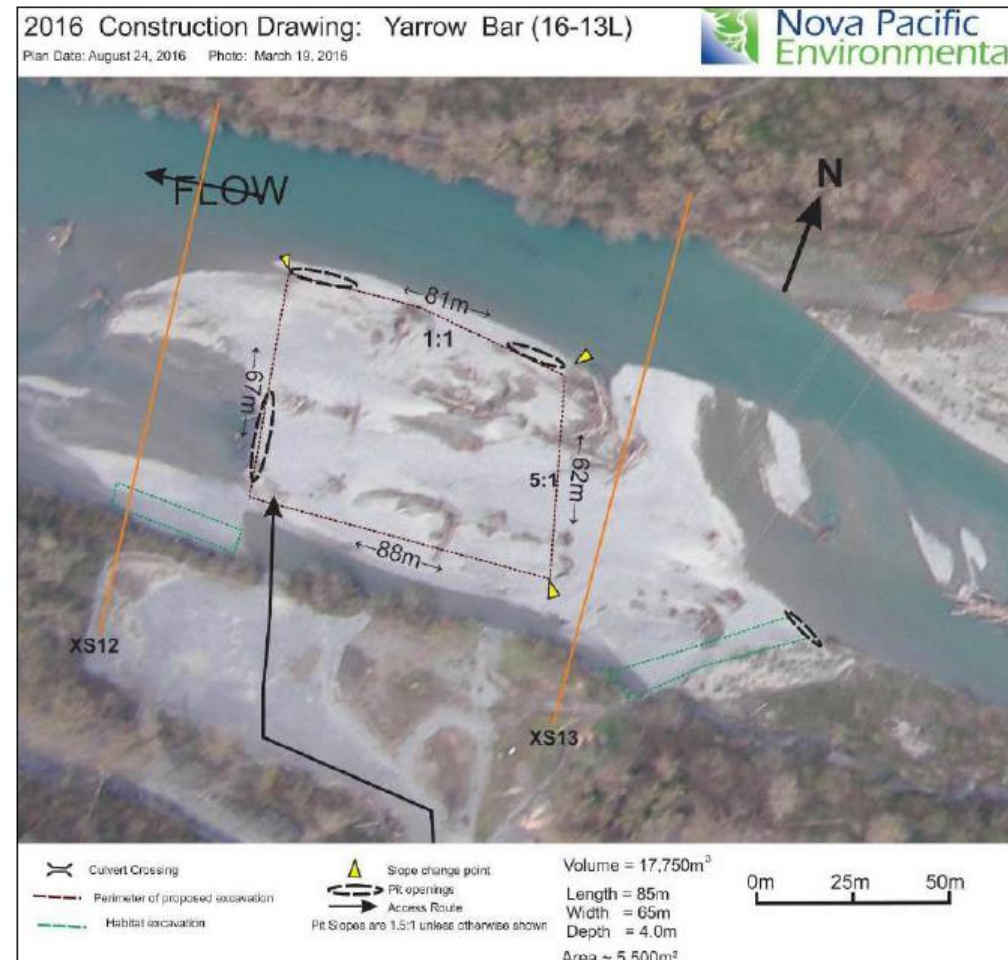 2016 Construction Drawing: Yarrow Bar (16-13L)
Plan Date: August 24, 2016 Photo: March 19, 2016
Nova Pacific
Environmenta
FLOW
N
←81m→
1:1
←67m→
5:1
←62m→
←88m→
XS12
XS13
Culvert Crossing
Perimeter of proposed excavation
Habitat excavation
Slope change point
Pit openings
Access Route
Pit Slopes are 1.5:1 unless otherwise shown
Volume = 17,750m³
Length = 85m
Width = 65m
Depth = 4.0m
Area ~ 5,500m²
0m 25m 50m